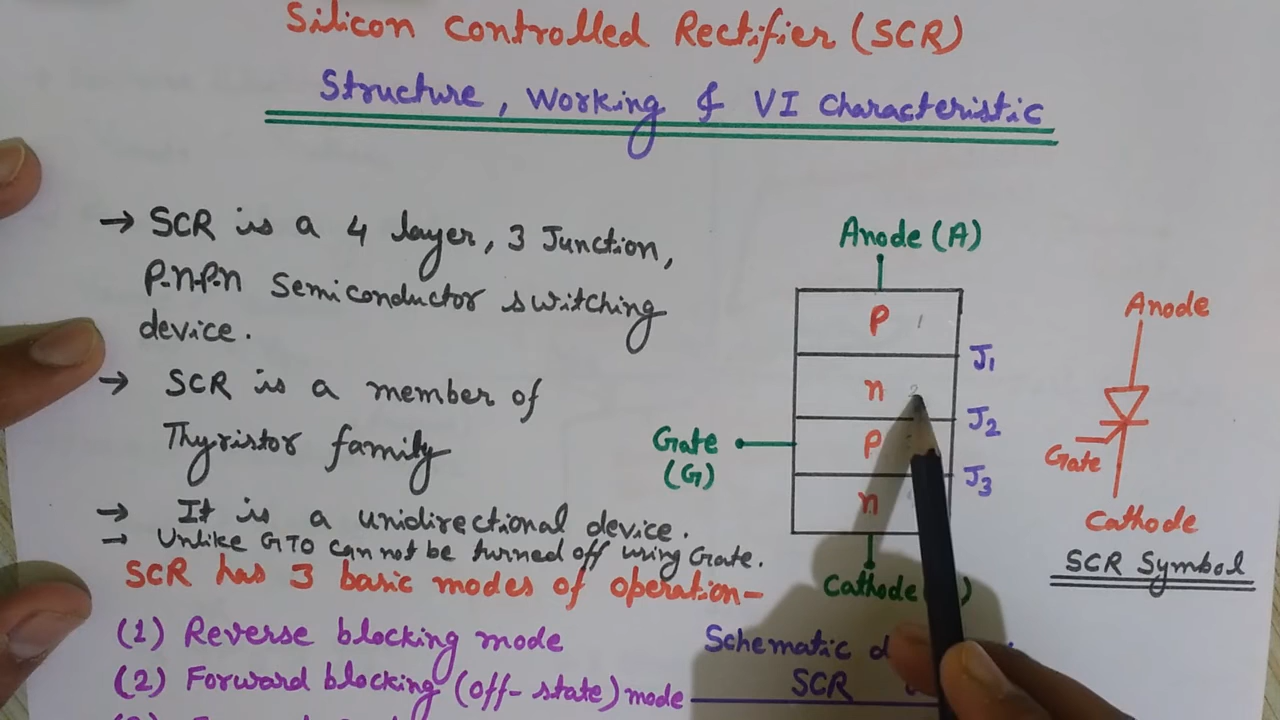 Silicon Controlled Rectifier (SCR)
Structure, Working & VI Characteristic
→ SCR is a 4 layer, 3 Junction,
P-n-P-n Semiconductor switching
device.
→ SCR is a member of
Thyristor family
→ It is a unidirectional device.
→ Unlike GTO cannot be turned off using Gate.
SCR has 3 basic modes of operation-
(1) Reverse blocking mode
(2) Forward blocking (off-state) mode
Anode (A)
P 1
J1
n 2
J2
Gate
(G)
P
J3
n
Cathode
Schematic
SCR
Anode
Gate
Cathode
SCR Symbol